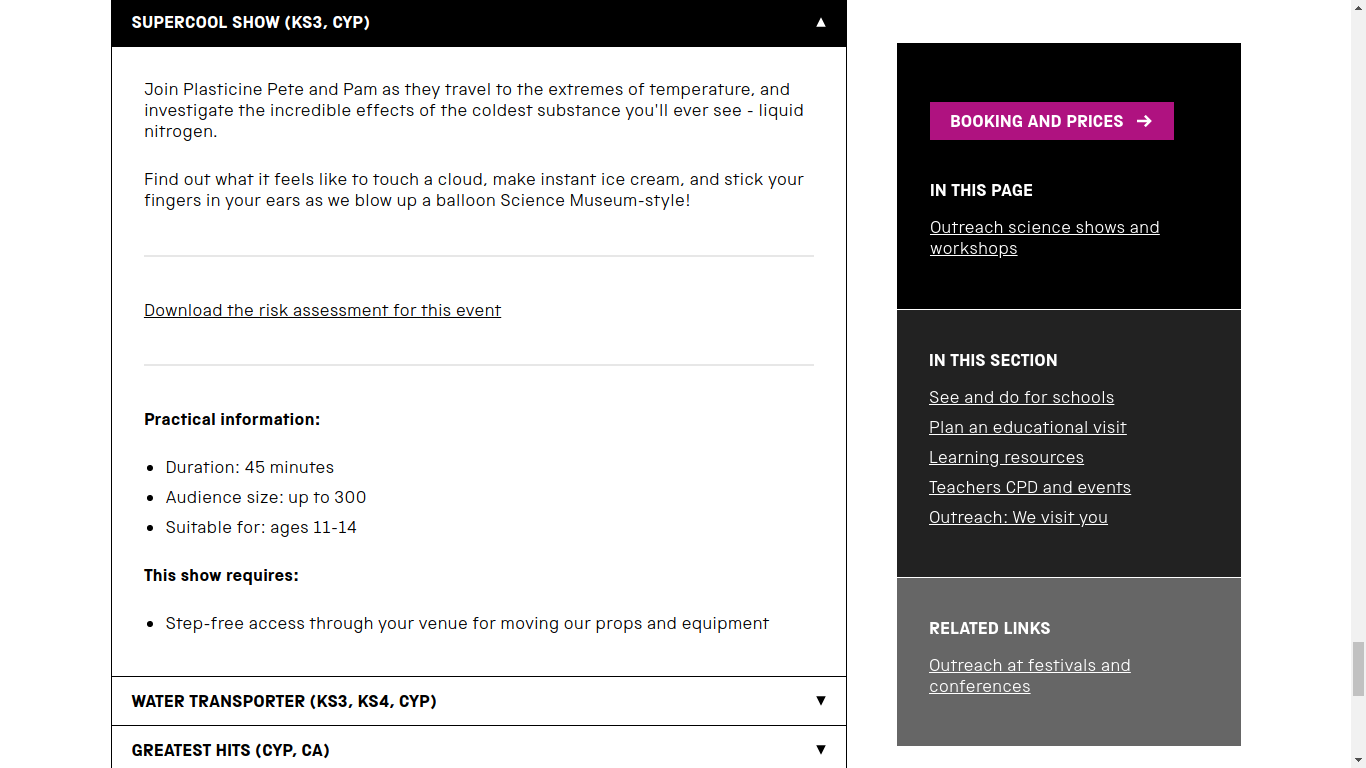 SUPERCOOL SHOW (KS3, CYP)
Join Plasticine Pete and Pam as they travel to the extremes of temperature, and
investigate the incredible effects of the coldest substance you'll ever see - liquid
nitrogen.
Find out what it feels like to touch a cloud, make instant ice cream, and stick your
fingers in your ears as we blow up a balloon Science Museum-style!
Download the risk assessment for this event
Practical information:
Duration: 45 minutes
Audience size: up to 300
Suitable for: ages 11-14
This show requires:
Step-free access through your venue for moving our props and equipment
WATER TRANSPORTER (KS3, KS4, CYP)
GREATEST HITS (CYP, CA)
BOOKING AND PRICES
IN THIS PAGE
Outreach science shows and
workshops
IN THIS SECTION
See and do for schools
Plan an educational visit
Learning resources
Teachers CPD and events
Outreach: We visit you
RELATED LINKS
Outreach at festivals and
conferences